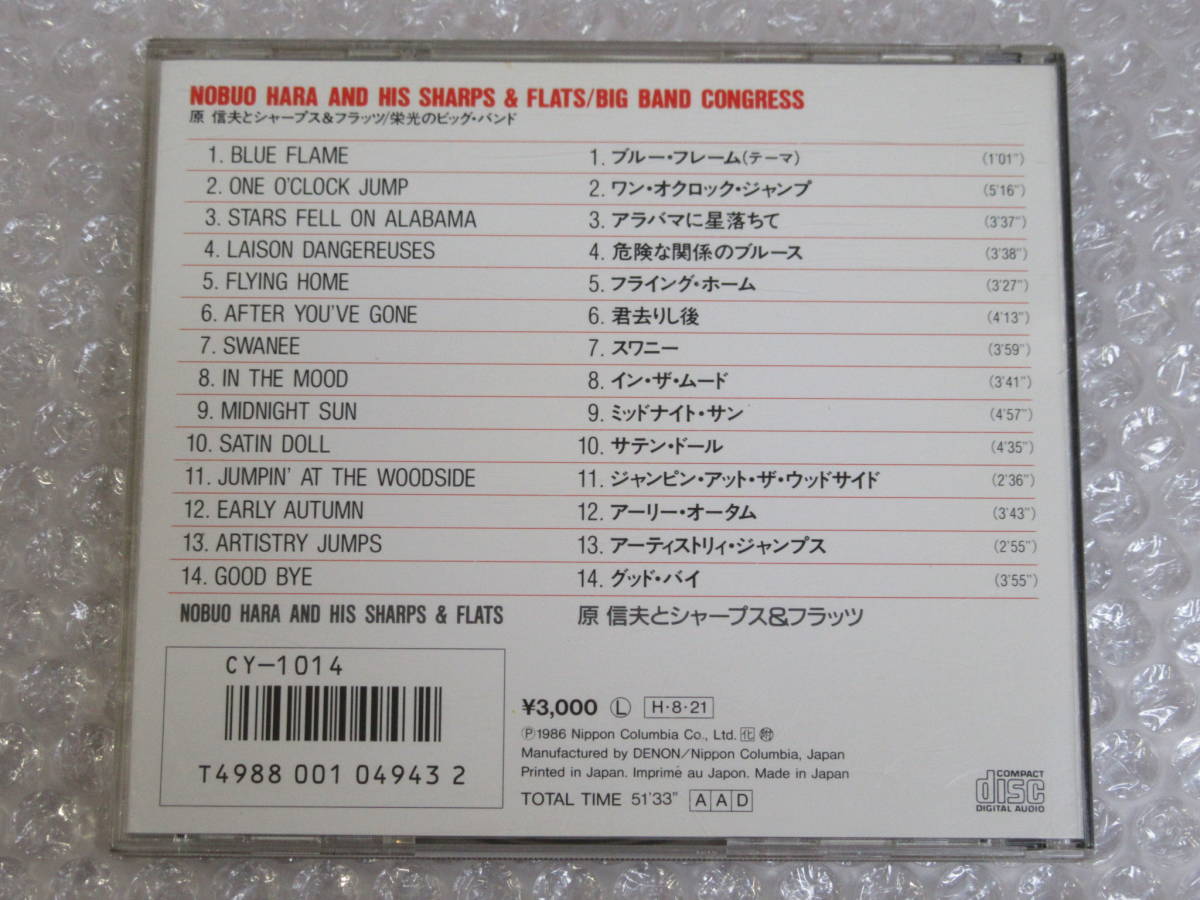 NOBUO HARA AND HIS SHARPS & FLATS/BIG BAND CONGRESS
原 信夫とシャープス&フラッツ/栄光のビッグ・バンド
1. BLUE FLAME 1. ブルー・フレーム(テーマ) (1'01")
2. ONE O'CLOCK JUMP 2. ワン・オクロック・ジャンプ (5'16")
3. STARS FELL ON ALABAMA 3. アラバマに星落ちて (3'37")
4. LAISON DANGEREUSES 4. 危険な関係のブルース (3'38")
5. FLYING HOME 5. フライング・ホーム (3'27")
6. AFTER YOU'VE GONE 6. 君去りし後 (4'13")
7. SWANEE 7. スワニー (3'59")
8. IN THE MOOD 8. イン・ザ・ムード (3'41")
9. MIDNIGHT SUN 9. ミッドナイト・サン (4'57")
10. SATIN DOLL 10. サテン・ドール (4'35")
11. JUMPIN' AT THE WOODSIDE 11. ジャンピン・アット・ザ・ウッドサイド (2'36")
12. EARLY AUTUMN 12. アーリー・オータム (3'43")
13. ARTISTRY JUMPS 13. アーティストリィ・ジャンプス (2'55")
14. GOOD BYE 14. グッド・バイ (3'55")
NOBUO HARA AND HIS SHARPS & FLATS 原 信夫とシャープス&フラッツ
CY-1014
T4988 001 04943 2
¥3,000 Ⓛ H・8・21
Ⓟ1986 Nippon Columbia Co., Ltd. 化 附
Manufactured by DENON/Nippon Columbia, Japan
Printed in Japan. Imprimé au Japon. Made in Japan
TOTAL TIME 51'33" A A D
COMPACT
disc
DIGITAL AUDIO